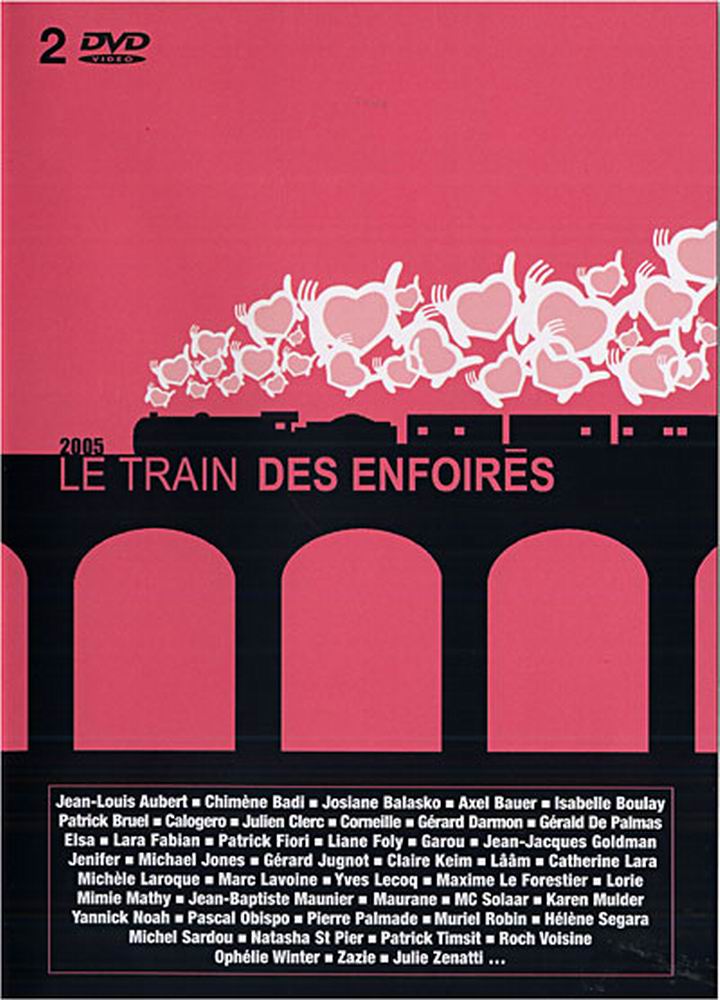 2 DVD
VIDEO
2005
LE TRAIN DES ENFOIRĒS
Jean-Louis Aubert ▪ Chimène Badi ▪ Josiane Balasko ▪ Axel Bauer ▪ Isabelle Boulay
Patrick Bruel ▪ Calogero ▪ Julien Clerc ▪ Corneille ▪ Gérard Darmon ▪ Gérald De Palmas
Elsa ▪ Lara Fabian ▪ Patrick Fiori ▪ Liane Foly ▪ Garou ▪ Jean-Jacques Goldman
Jenifer ▪ Michael Jones ▪ Gérard Jugnot ▪ Claire Keim ▪ Lââm ▪ Catherine Lara
Michèle Laroque ▪ Marc Lavoine ▪ Yves Lecoq ▪ Maxime Le Forestier ▪ Lorie
Mimie Mathy ▪ Jean-Baptiste Maunier ▪ Maurane ▪ MC Solaar ▪ Karen Mulder
Yannick Noah ▪ Pascal Obispo ▪ Pierre Palmade ▪ Muriel Robin ▪ Hélène Segara
Michel Sardou ▪ Natasha St Pier ▪ Patrick Timsit ▪ Roch Voisine
Ophélie Winter ▪ Zazie ▪ Julie Zenatti ...